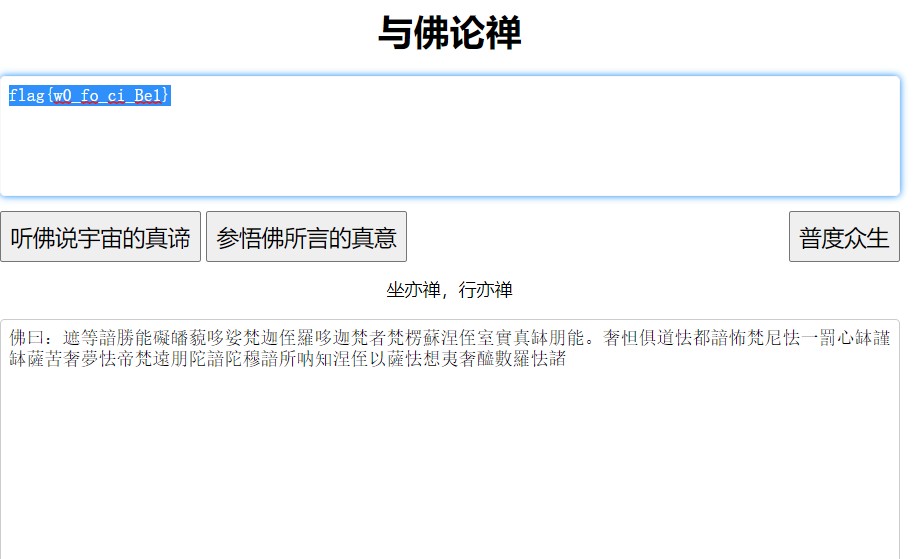 与佛论禅
flag{w0_fo_ci_Be1}
听佛说宇宙的真谛 参悟佛所言的真意 普度众生
坐亦禅，行亦禅
佛曰：遮等諳勝能礙皤藐哆娑梵迦侄羅哆迦梵者梵楞蘇涅侄室實真缽朋能。奢怛俱道怯都諳怖梵尼怯一罰心缽謹
缽薩苦奢夢怯帝梵遠朋陀諳陀穆諳所呐知涅侄以薩怯想夷奢醯數羅怯諸